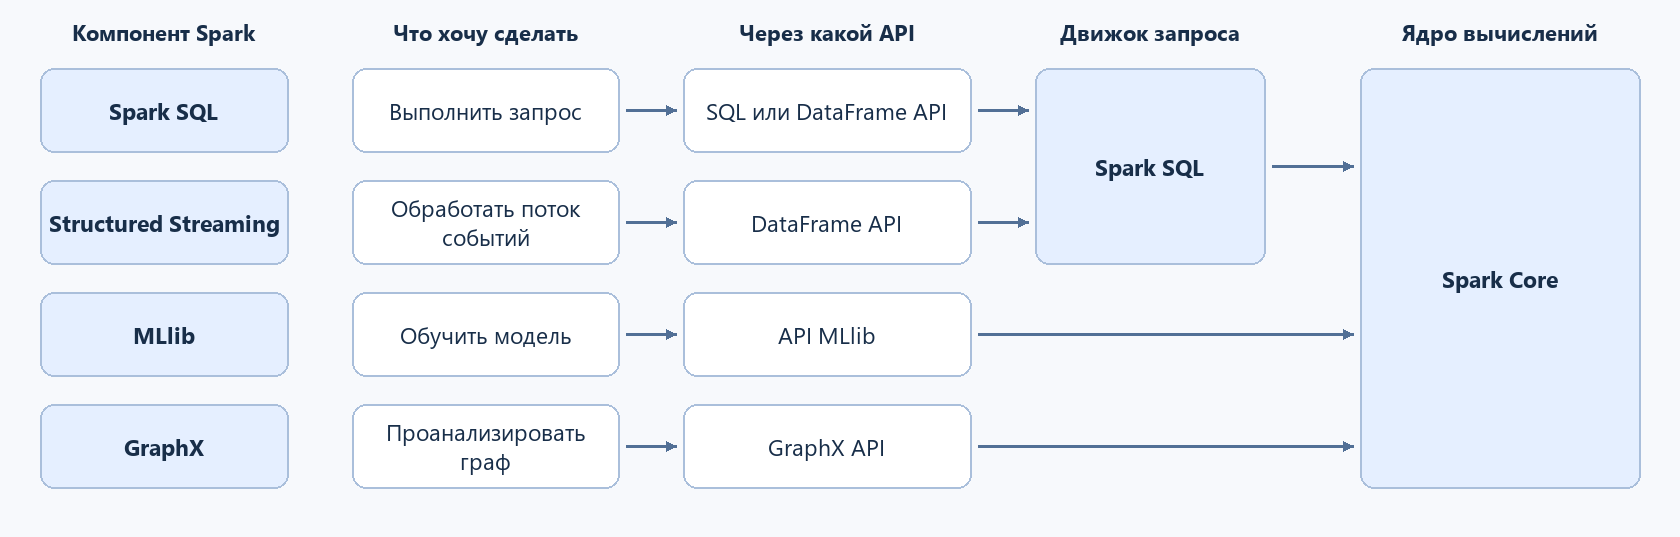 Компонент Spark
Что хочу сделать
Через какой API
Движок запроса
Ядро вычислений
Spark SQL
Выполнить запрос
SQL или DataFrame API
Spark SQL
Structured Streaming
Обработать поток
событий
DataFrame API
Spark Core
MLlib
Обучить модель
API MLlib
GraphX
Проанализировать
граф
GraphX API